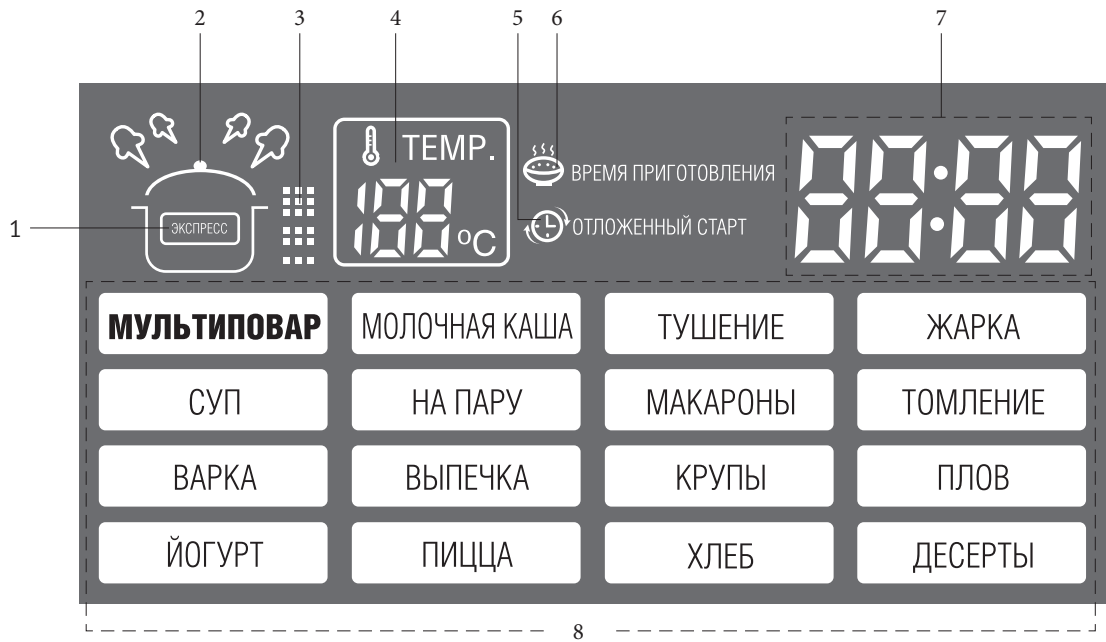 2 3 4 5 6 7
TEMP.
188 °C
ВРЕМЯ ПРИГОТОВЛЕНИЯ
ОТЛОЖЕННЫЙ СТАРТ
88:88
1 ЭКСПРЕСС
МУЛЬТИПОВАР МОЛОЧНАЯ КАША ТУШЕНИЕ ЖАРКА
СУП НА ПАРУ МАКАРОНЫ ТОМЛЕНИЕ
ВАРКА ВЫПЕЧКА КРУПЫ ПЛОВ
ЙОГУРТ ПИЦЦА ХЛЕБ ДЕСЕРТЫ
8